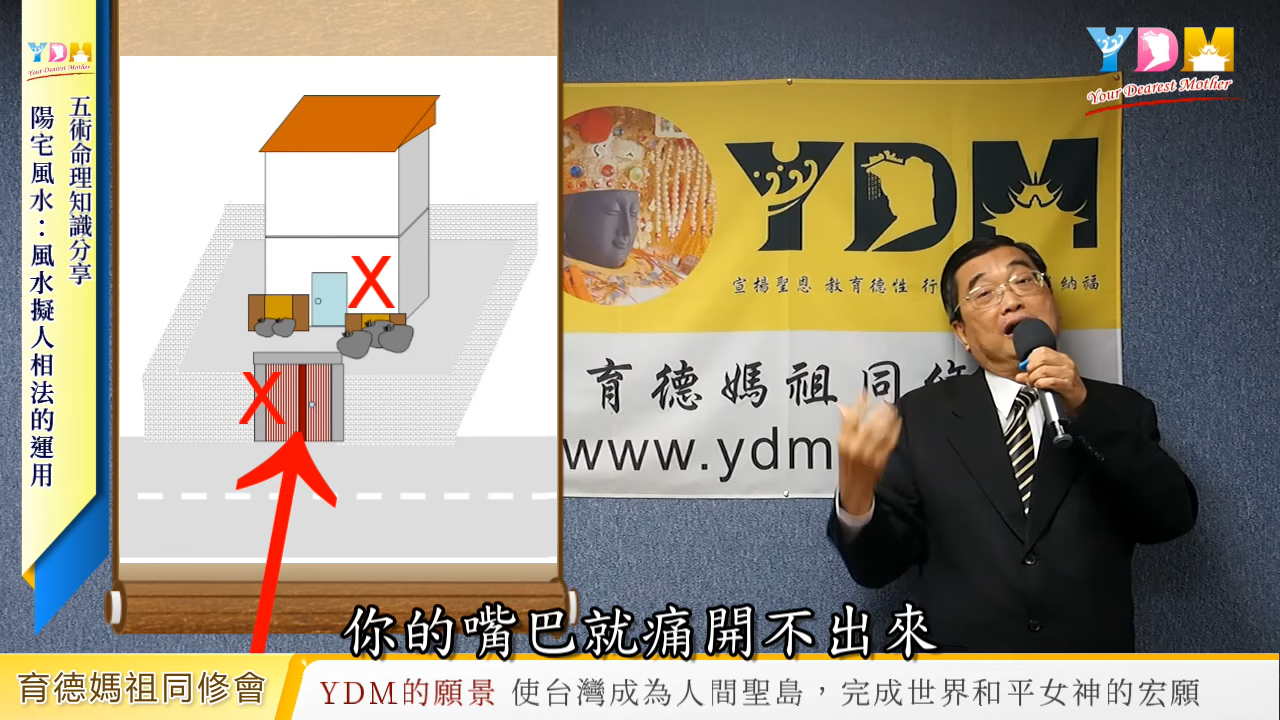 YDM
Your Dearest Mother
五術命理知識分享
陽宅風水：風水擬人相法的運用
X
X
YDM
Your Dearest Mother
YDM
宣揚聖恩 教育德性 行
納福
育德媽祖同修
www.ydm
你的嘴巴就痛開不出來
育德媽祖同修會
YDM的願景 使台灣成為人間聖島，完成世界和平女神的宏願